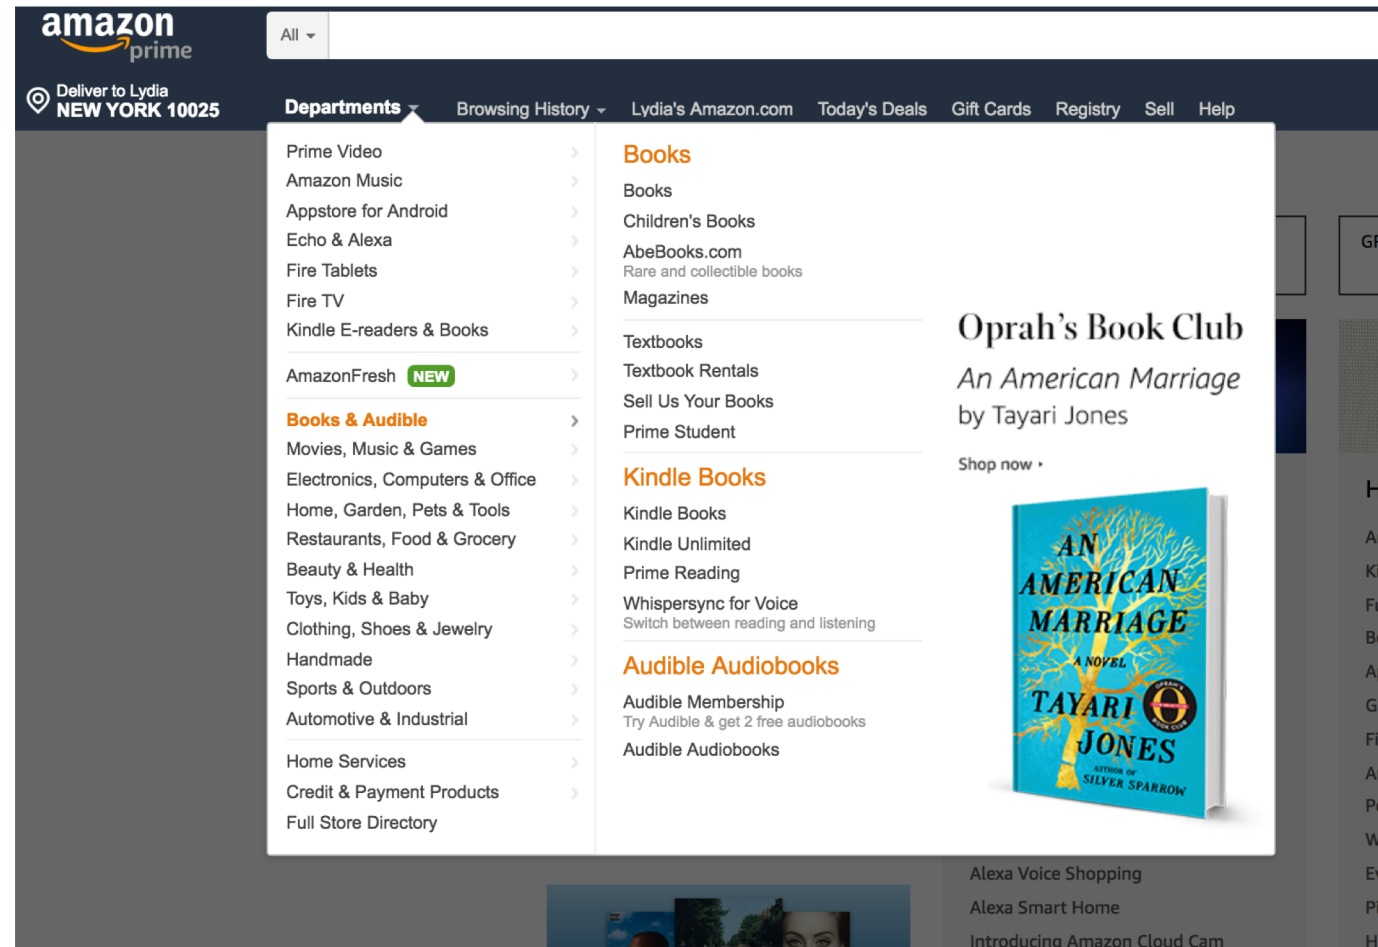 amazon
prime
All
Deliver to Lydia
NEW YORK 10025
Departments
Browsing History
Lydia's Amazon.com
Today's Deals
Gift Cards
Registry
Sell
Help
Prime Video
Amazon Music
Appstore for Android
Echo & Alexa
Fire Tablets
Fire TV
Kindle E-readers & Books
AmazonFresh NEW
Books & Audible
Movies, Music & Games
Electronics, Computers & Office
Home, Garden, Pets & Tools
Restaurants, Food & Grocery
Beauty & Health
Toys, Kids & Baby
Clothing, Shoes & Jewelry
Handmade
Sports & Outdoors
Automotive & Industrial
Home Services
Credit & Payment Products
Full Store Directory
Books
Books
Children's Books
AbeBooks.com
Rare and collectible books
Magazines
Textbooks
Textbook Rentals
Sell Us Your Books
Prime Student
Kindle Books
Kindle Books
Kindle Unlimited
Prime Reading
Whispersync for Voice
Switch between reading and listening
Audible Audiobooks
Audible Membership
Try Audible & get 2 free audiobooks
Audible Audiobooks
Oprah's Book Club
An American Marriage
by Tayari Jones
Shop now
AN
AMERICAN
MARRIAGE
A NOVEL
TAYARI
JONES
OPRAH'S
BOOK CLUB
AUTHOR OF
SILVER SPARROW
Alexa Voice Shopping
Alexa Smart Home
Introducing Amazon Cloud Cam